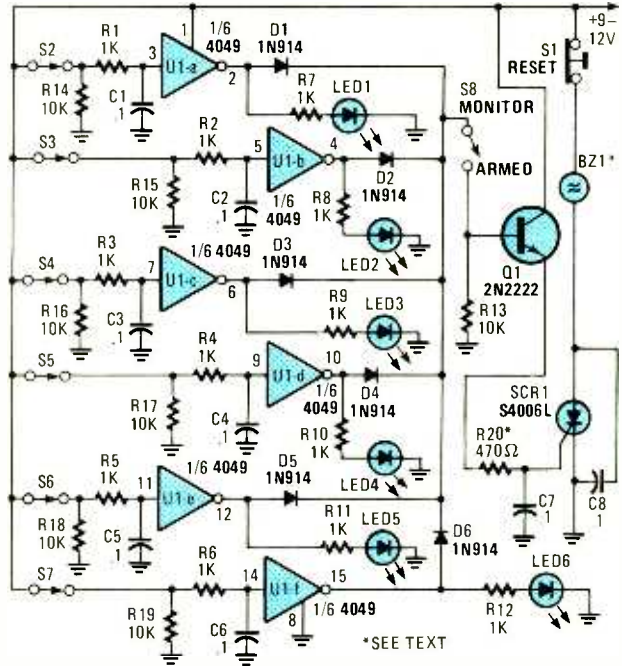 +9–
12V
S1
RESET
S2
R1
1K
1
3
U1-a
1/6
4049
2
D1
1N914
R14
10K
C1
.1
R7
1K
LED1
S8
MONITOR
ARMED
BZ1*
S3
R2
1K
5
U1-b
4
D2
1N914
R15
10K
C2
.1
1/6
4049
R8
1K
LED2
Q1
2N2222
S4
R3
1K
7
U1-c
1/6 4049
6
D3
1N914
R16
10K
C3
.1
R9
1K
LED3
R13
10K
S5
R4
1K
9
U1-d
10
1/6
4049
D4
1N914
R17
10K
C4
.1
R10
1K
LED4
SCR1
S4006L
R20*
470Ω
C7
.1
C8
.1
S6
R5
1K
11
U1-e
1/6 4049
12
D5
1N914
R18
10K
C5
.1
R11
1K
LED5
D6
1N914
S7
R6
1K
14
U1-f
15
8
1/6 4049
R19
10K
C6
.1
R12
1K
LED6
*SEE TEXT